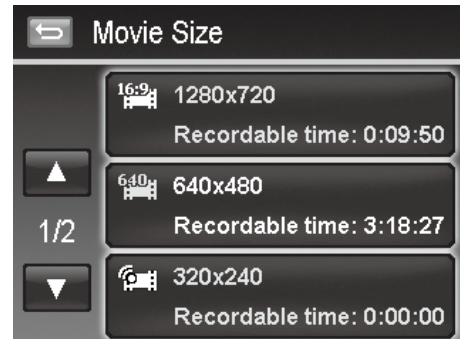 Movie Size
16:9
1280x720
Recordable time: 0:09:50
640
640x480
Recordable time: 3:18:27
1/2
320x240
Recordable time: 0:00:00